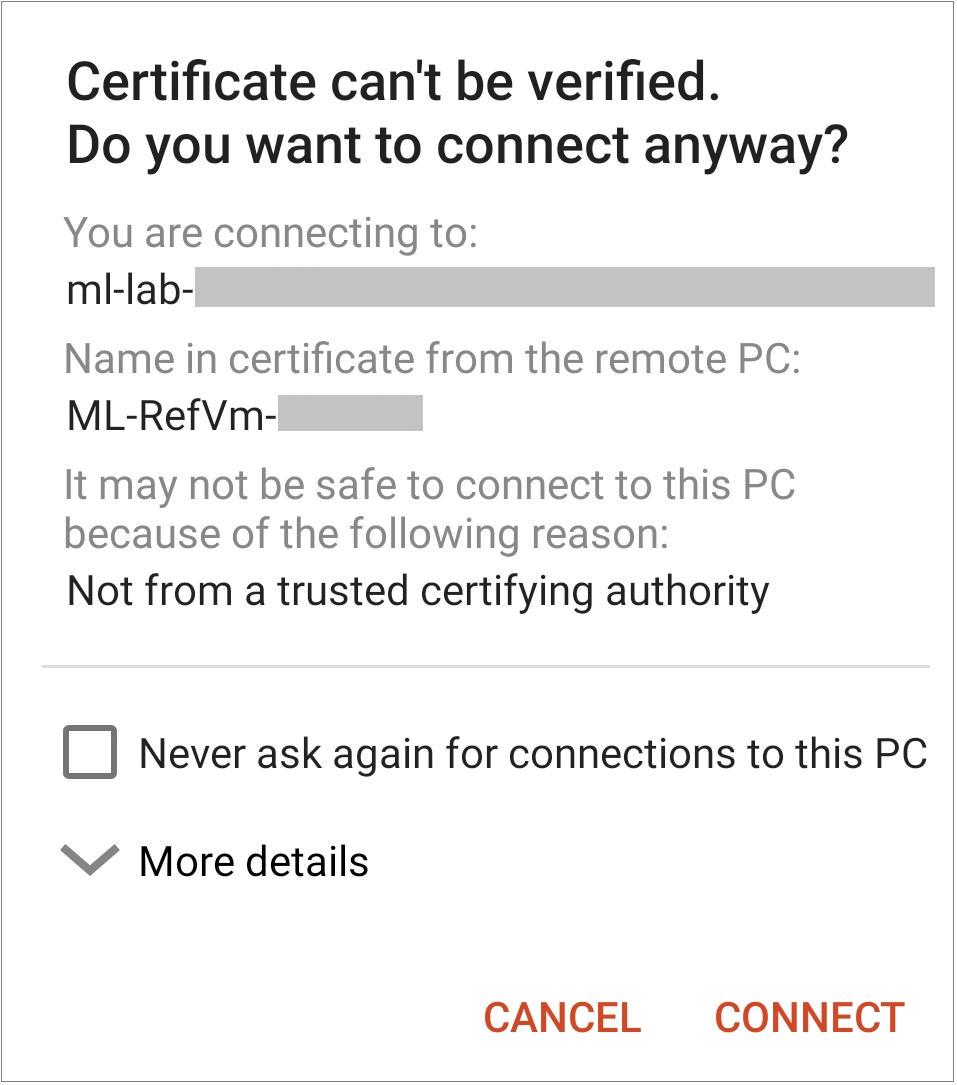 Certificate can't be verified.
Do you want to connect anyway?
You are connecting to:
ml-lab-
Name in certificate from the remote PC:
ML-RefVm-
It may not be safe to connect to this PC
because of the following reason:
Not from a trusted certifying authority
Never ask again for connections to this PC
More details
CANCEL CONNECT